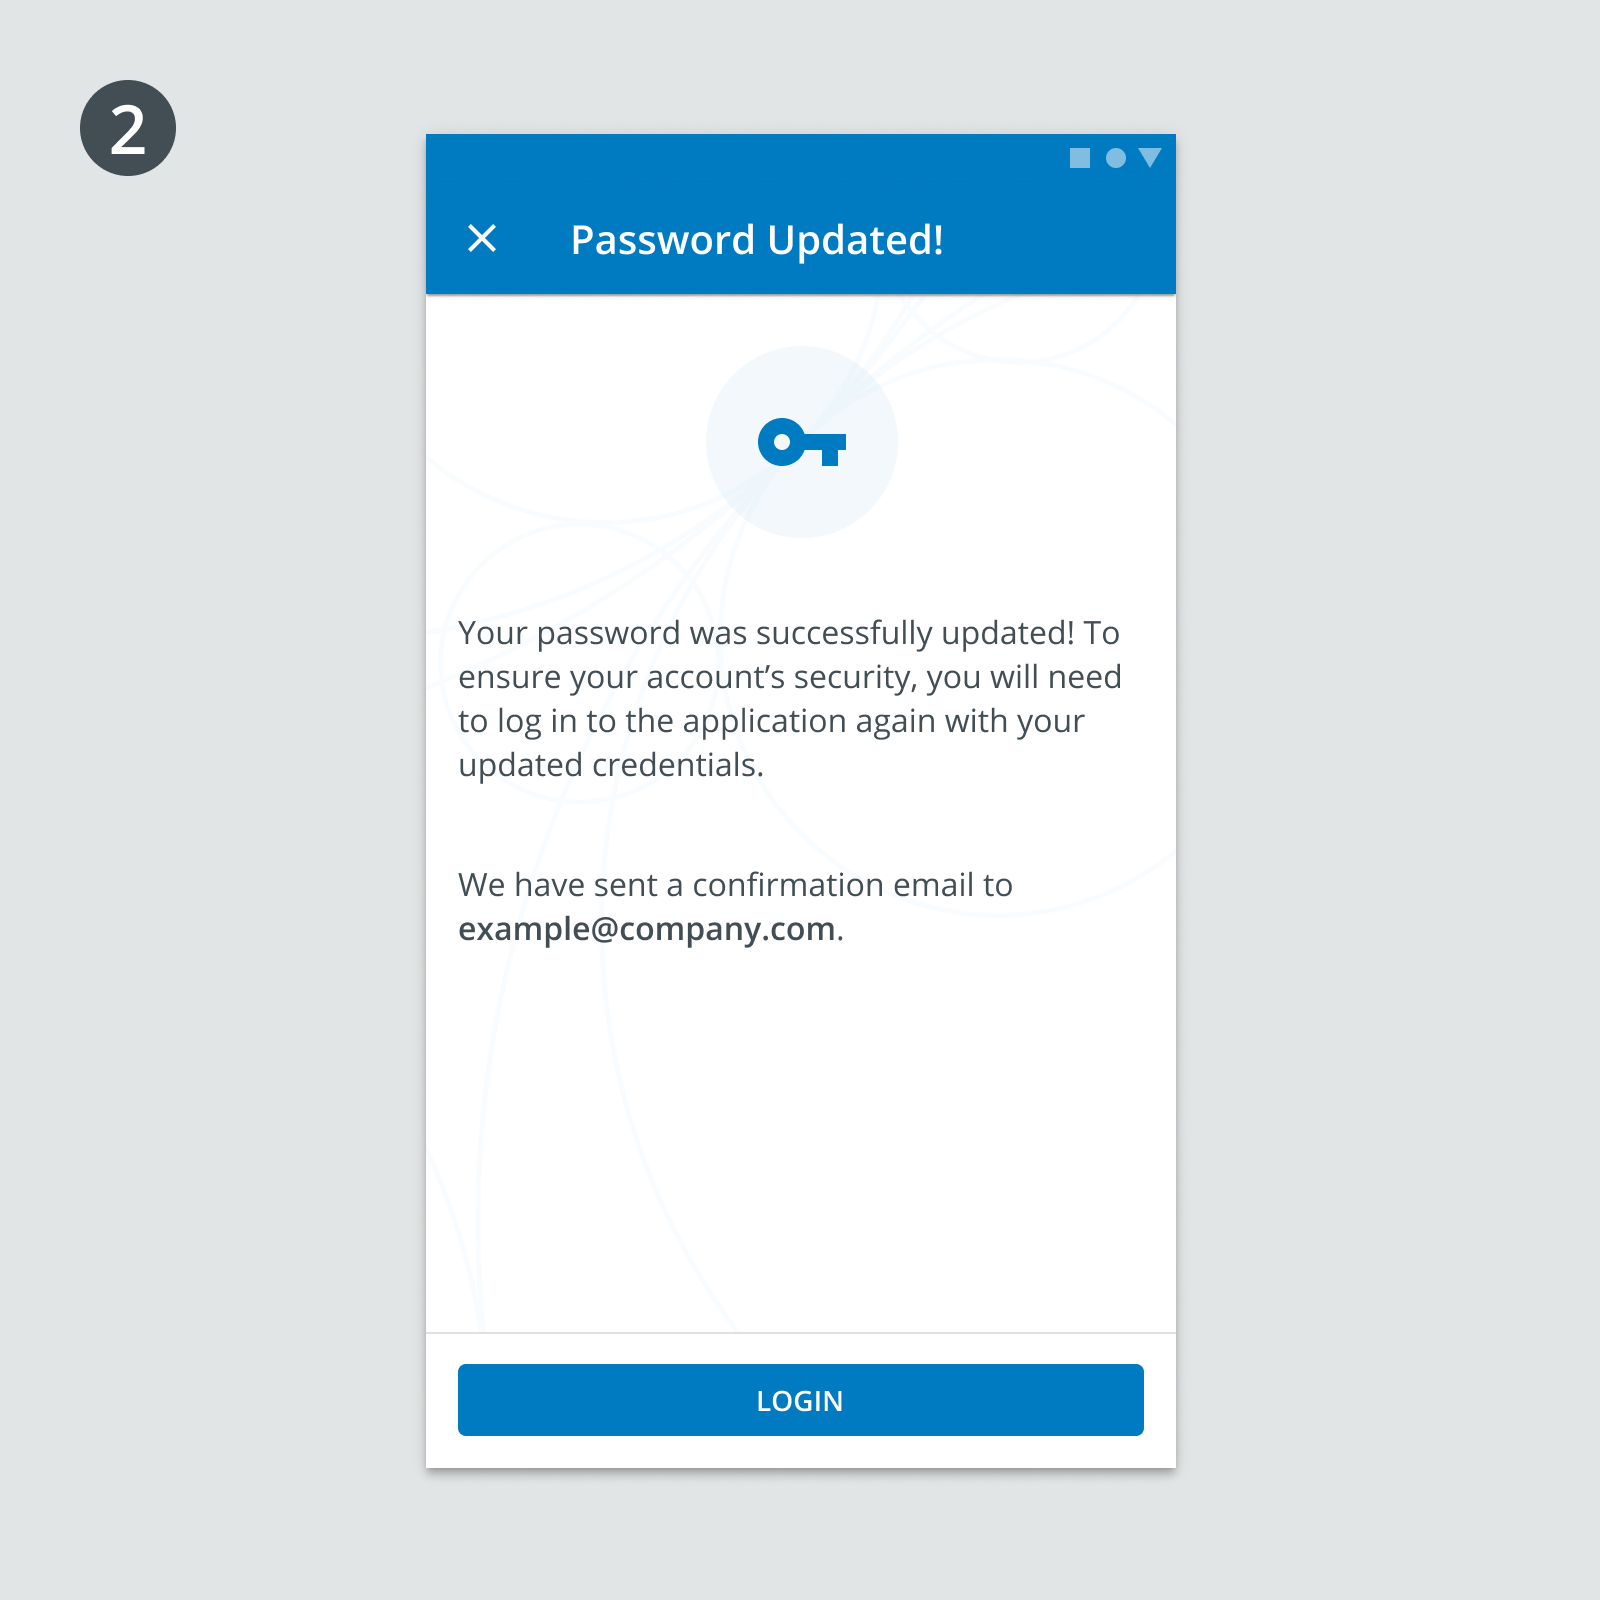 2
Password Updated!
Your password was successfully updated! To
ensure your account’s security, you will need
to log in to the application again with your
updated credentials.
We have sent a confirmation email to
example@company.com.
LOGIN